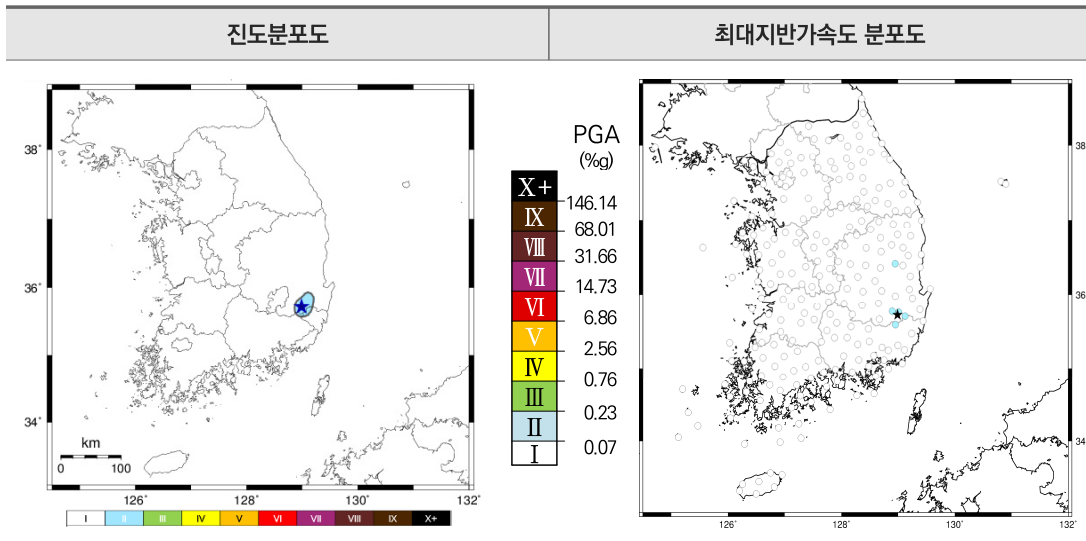 진도분포도
최대지반가속도 분포도
38˚
36˚
34˚
km
0 100
126˚ 128˚ 130˚ 132˚
I II III IV V VI VII VIII IX X+
PGA
(%g)
X+
146.14
IX
68.01
VIII
31.66
VII
14.73
VI
6.86
V
2.56
IV
0.76
III
0.23
II
0.07
I
38
36
34
126˚ 128˚ 130˚ 132˚